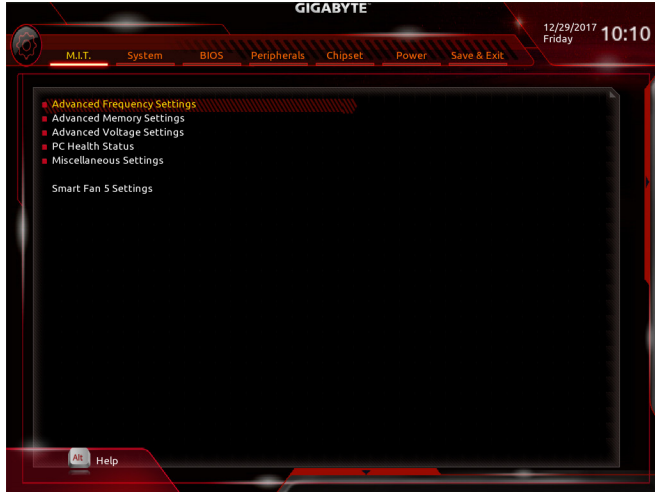 GIGABYTE™
12/29/2017 10:10
Friday
M.I.T. System BIOS Peripherals Chipset Power Save & Exit
Advanced Frequency Settings
Advanced Memory Settings
Advanced Voltage Settings
PC Health Status
Miscellaneous Settings
Smart Fan 5 Settings
Alt Help